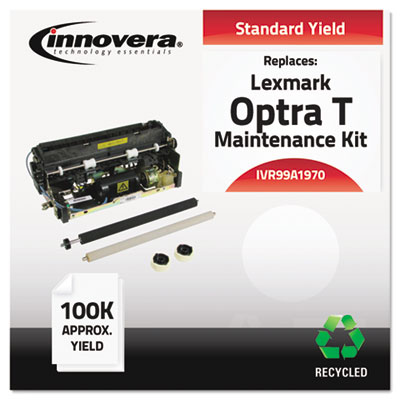 innovera
technology essentials
Standard Yield
Replaces:
Lexmark
Optra T
Maintenance Kit
IVR99A1970
100K
APPROX.
YIELD
RECYCLED